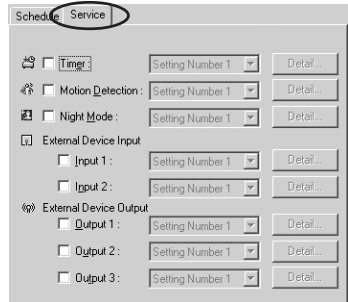 Schedule Service
Timer : Setting Number 1 Detail...
Motion Detection : Setting Number 1 Detail...
Night Mode : Setting Number 1 Detail...
External Device Input
Input 1 : Setting Number 1 Detail...
Input 2 : Setting Number 1 Detail...
External Device Output
Output 1 : Setting Number 1 Detail...
Output 2 : Setting Number 1 Detail...
Output 3 : Setting Number 1 Detail...